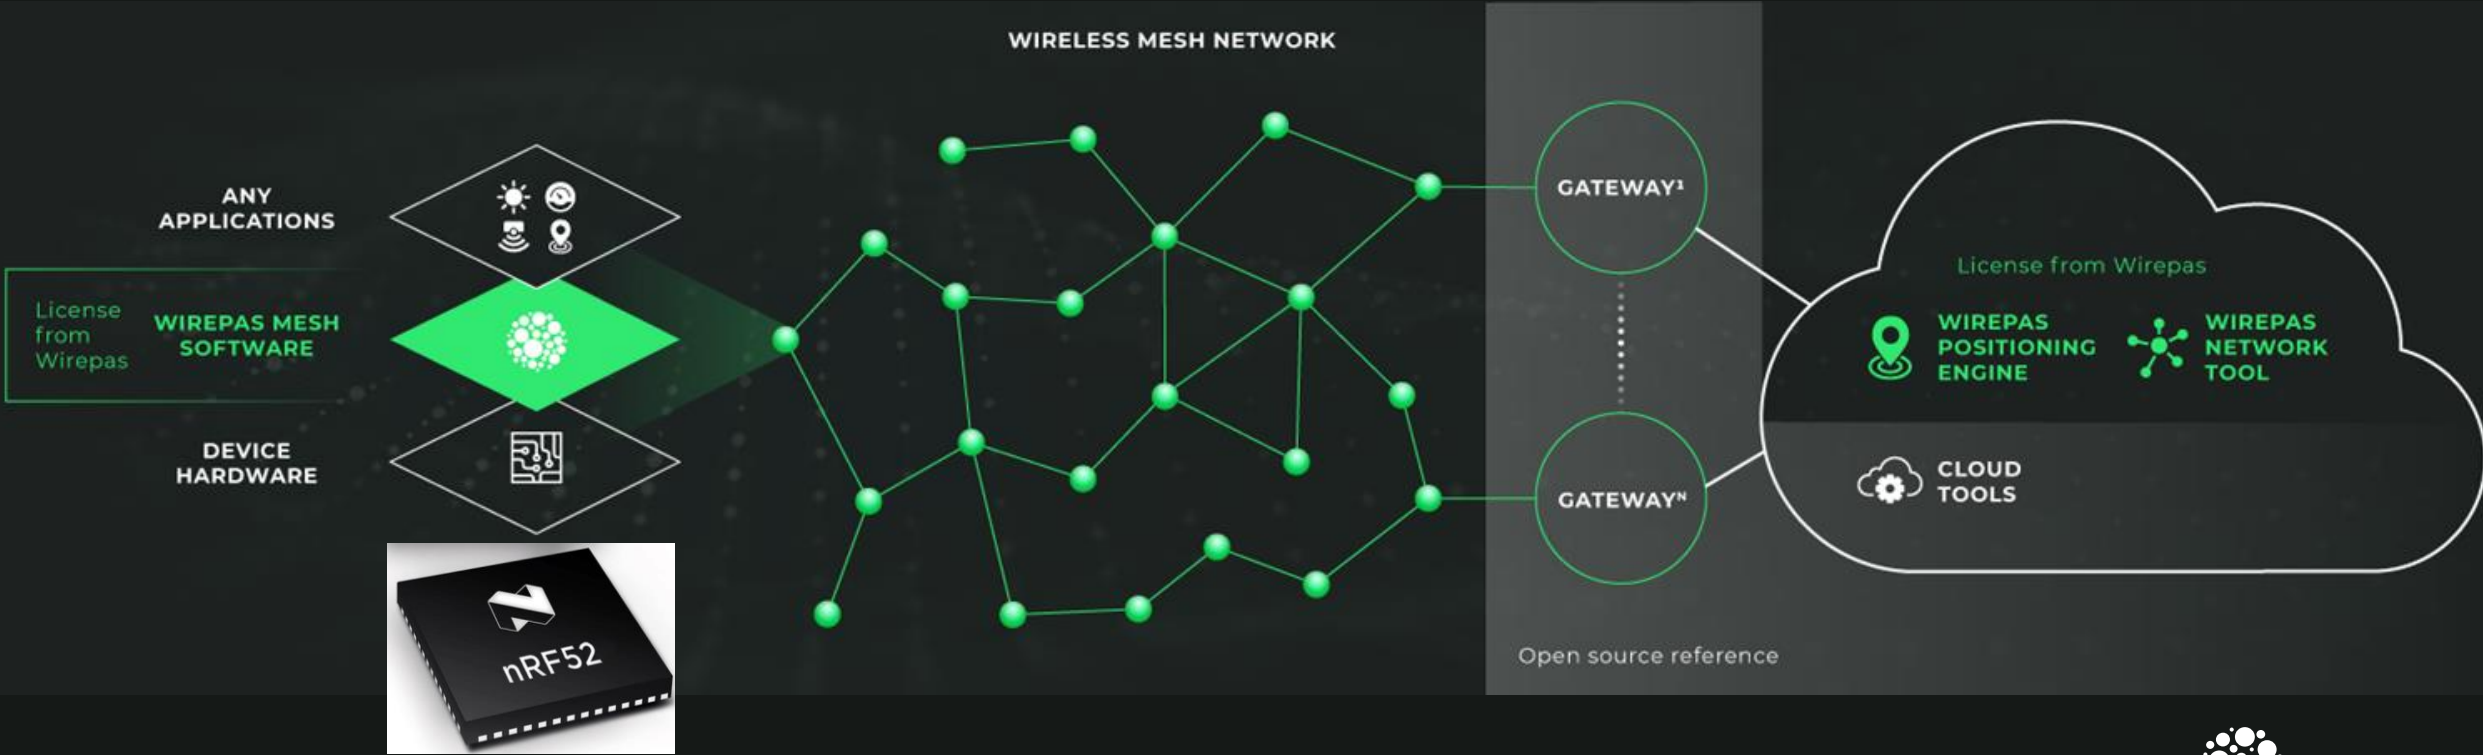 WIRELESS MESH NETWORK
ANY
APPLICATIONS
License
from
Wirepas
WIREPAS MESH
SOFTWARE
DEVICE
HARDWARE
nRF52
GATEWAY¹
GATEWAYᴺ
Open source reference
License from Wirepas
WIREPAS
POSITIONING
ENGINE
WIREPAS
NETWORK
TOOL
CLOUD
TOOLS